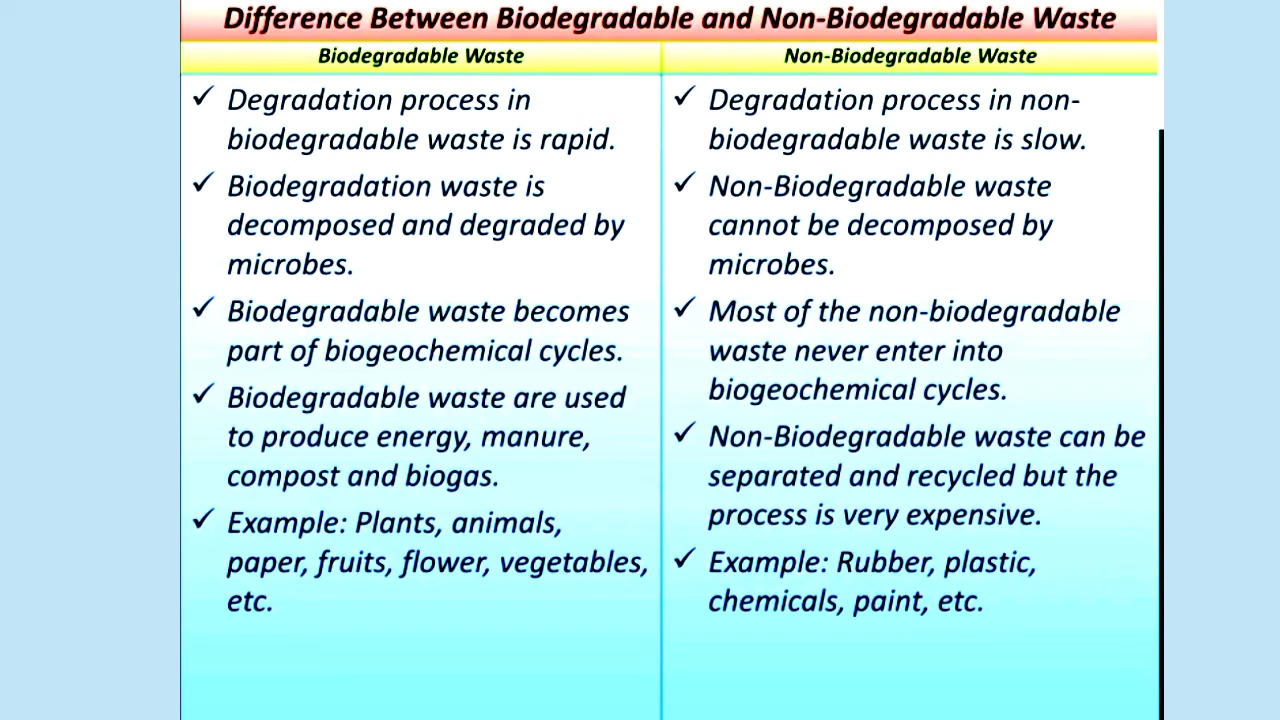 Difference Between Biodegradable and Non-Biodegradable Waste
Biodegradable Waste
Degradation process in
biodegradable waste is rapid.
Biodegradation waste is
decomposed and degraded by
microbes.
Biodegradable waste becomes
part of biogeochemical cycles.
Biodegradable waste are used
to produce energy, manure,
compost and biogas.
Example: Plants, animals,
paper, fruits, flower, vegetables,
etc.
Non-Biodegradable Waste
Degradation process in non-
biodegradable waste is slow.
Non-Biodegradable waste
cannot be decomposed by
microbes.
Most of the non-biodegradable
waste never enter into
biogeochemical cycles.
Non-Biodegradable waste can be
separated and recycled but the
process is very expensive.
Example: Rubber, plastic,
chemicals, paint, etc.